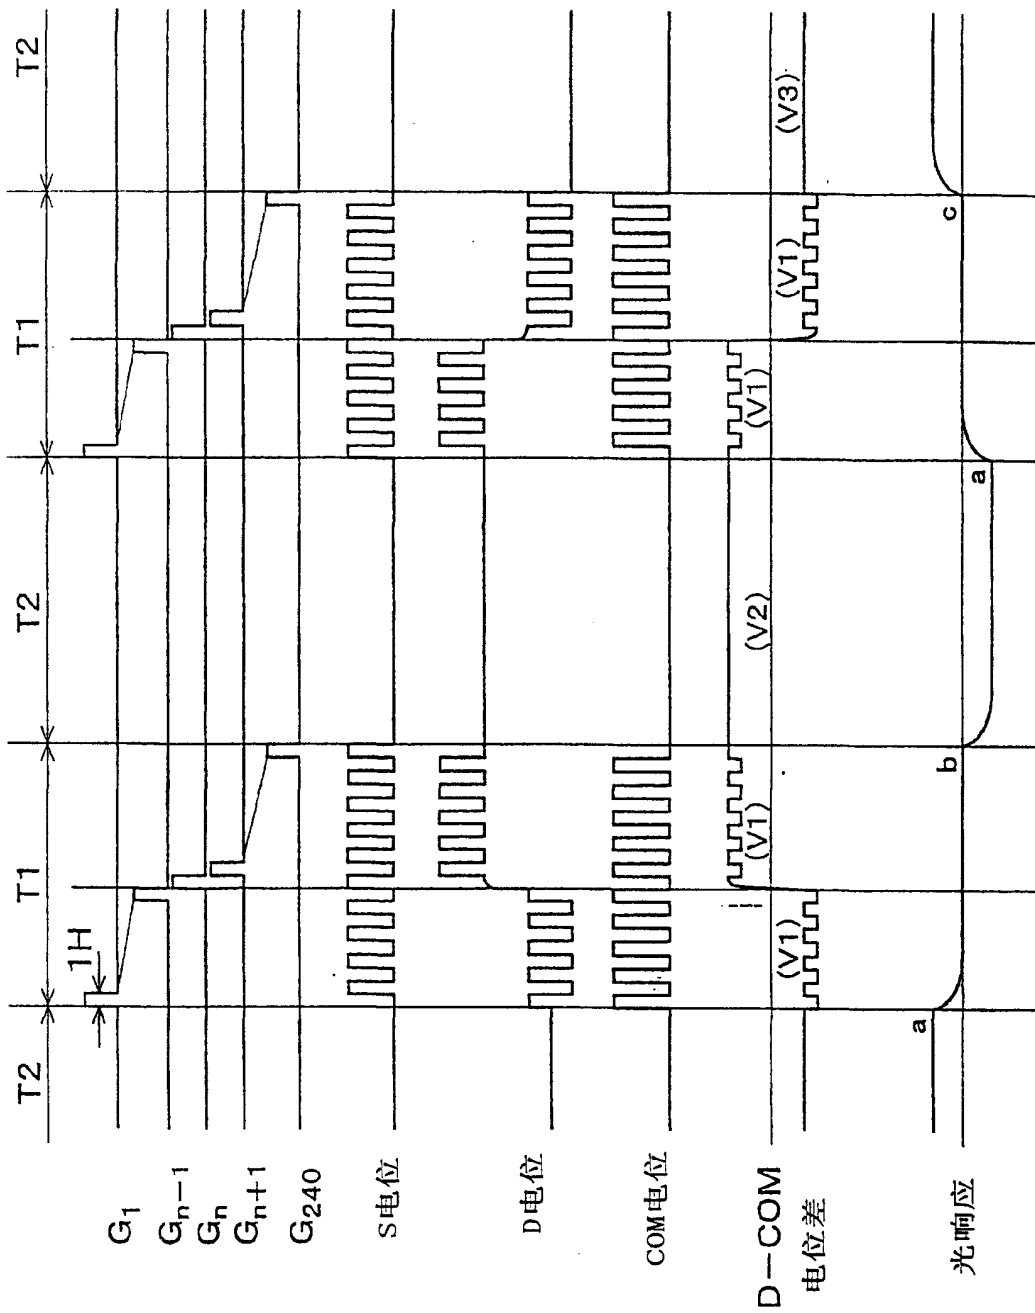 T2 T1 T2 T1 T2
1H
G1
Gn-1
Gn
Gn+1
G240
S电位
D电位
COM电位
D-COM
电位差
(V1) (V1) (V2) (V1) (V1) (V3)
光响应
a b a c